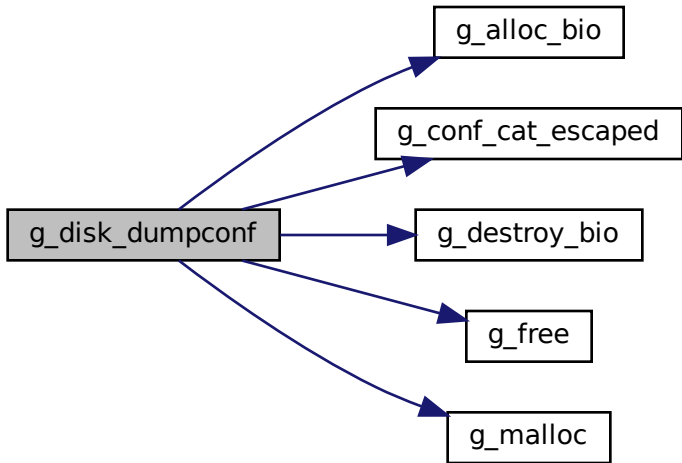 g_alloc_bio
g_conf_cat_escaped
g_disk_dumpconf
g_destroy_bio
g_free
g_malloc